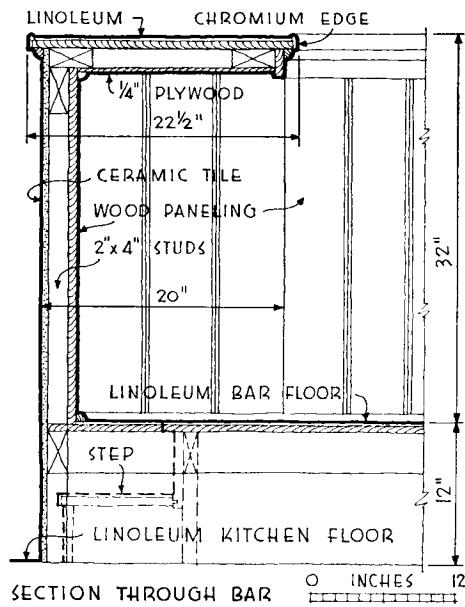 LINOLEUM CHROMIUM EDGE
1/4" PLYWOOD
22 1/2"
CERAMIC TILE
WOOD PANELING
2"x 4" STUDS
20"
32"
LINOLEUM BAR FLOOR
STEP
12"
LINOLEUM KITCHEN FLOOR
SECTION THROUGH BAR
0 INCHES 12